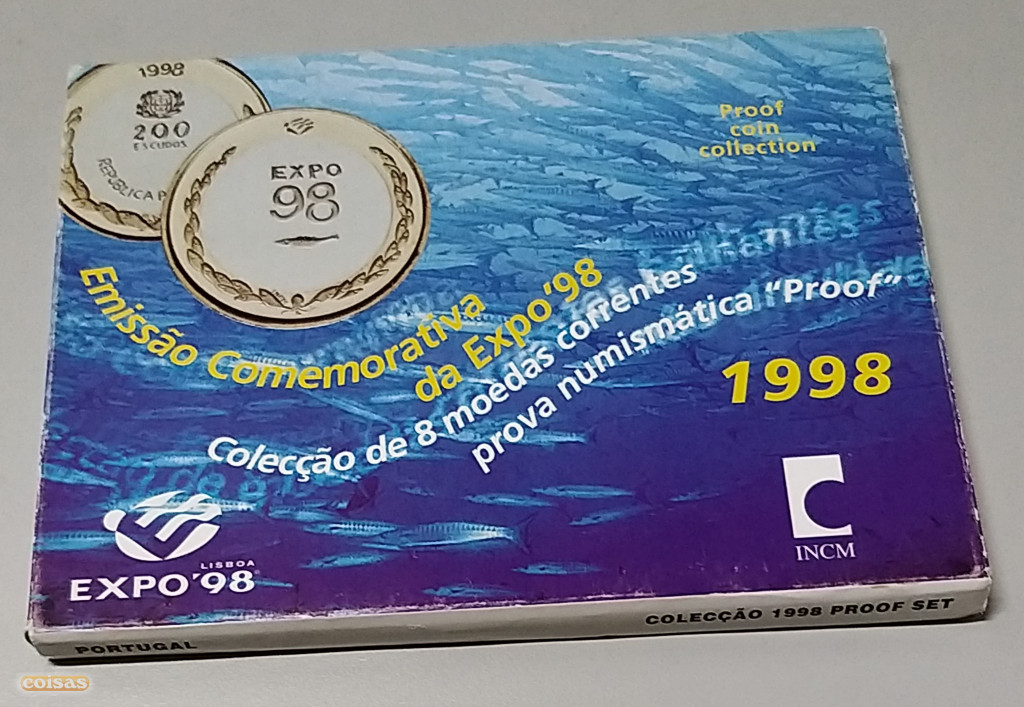 1998
200
ESCUDOS
REPUBLICA P
EXPO
98
Proof
coin
collection
Emissão Comemorativa
da Expo'98
Colecção de 8 moedas correntes
prova numismática "Proof"
1998
LISBOA
EXPO'98
INCM
PORTUGAL
COLECÇÃO 1998 PROOF SET
coisas